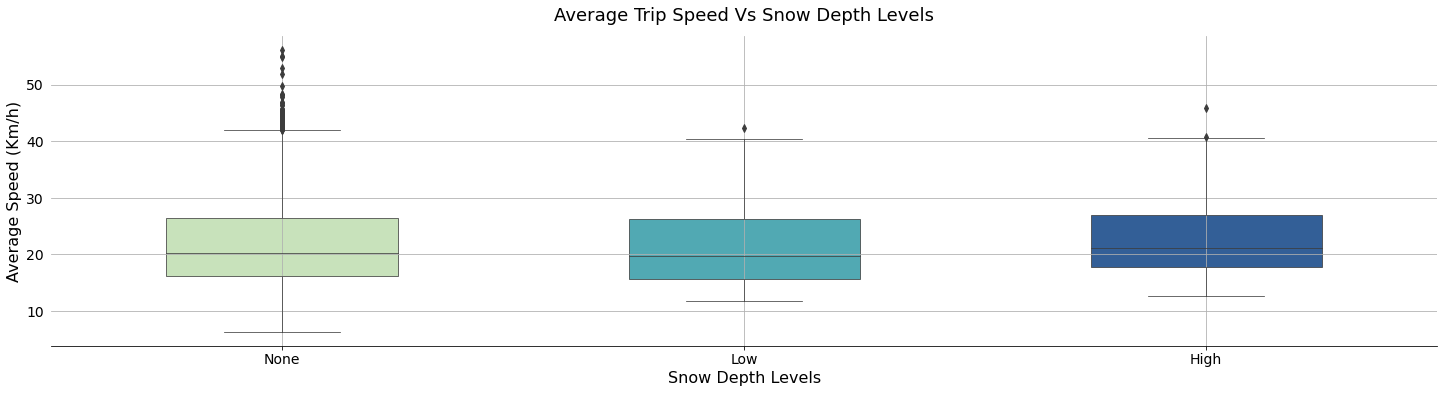 Average Trip Speed Vs Snow Depth Levels
Average Speed (Km/h)
50
40
30
20
10
None Low High
Snow Depth Levels